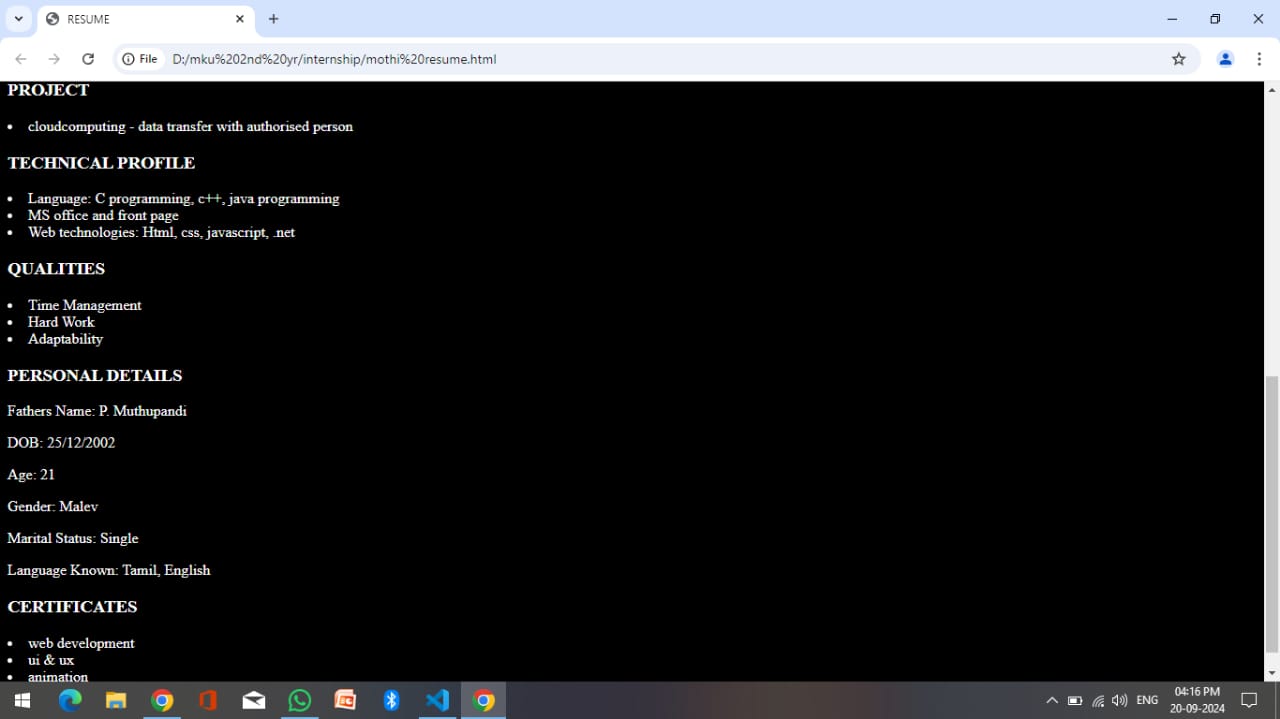 RESUME
File
D:/mku%202nd%20yr/internship/mothi%20resume.html
PROJECT
cloudcomputing - data transfer with authorised person
TECHNICAL PROFILE
Language: C programming, c++, java programming
MS office and front page
Web technologies: Html, css, javascript, .net
QUALITIES
Time Management
Hard Work
Adaptability
PERSONAL DETAILS
Fathers Name: P. Muthupandi
DOB: 25/12/2002
Age: 21
Gender: Malev
Marital Status: Single
Language Known: Tamil, English
CERTIFICATES
web development
ui & ux
animation
ENG
04:16 PM
20-09-2024